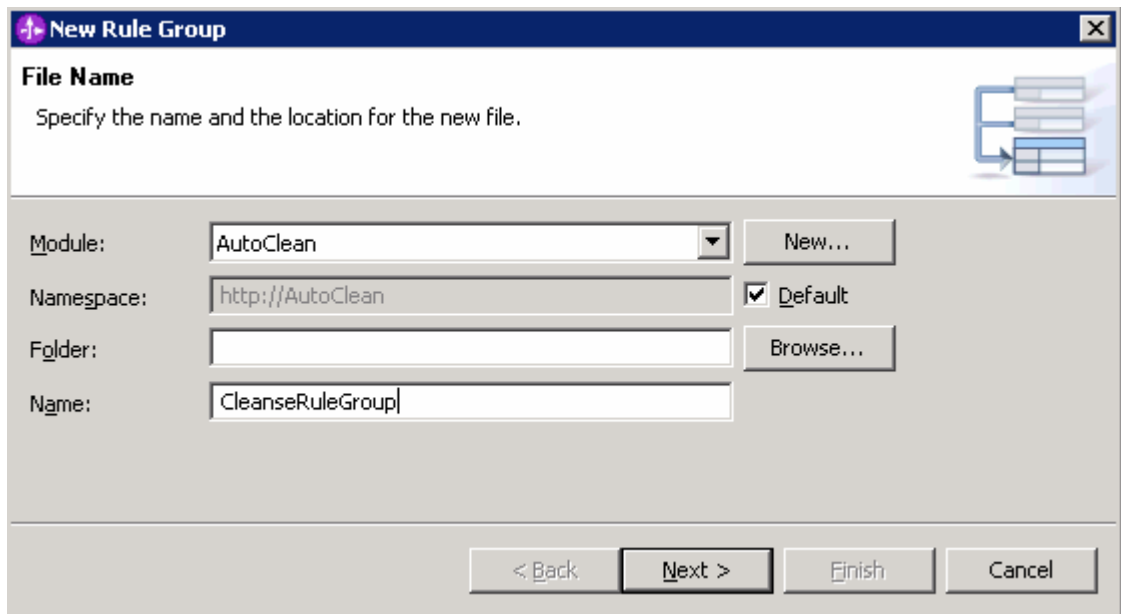 New Rule Group
File Name
Specify the name and the location for the new file.
Module: AutoClean New...
Namespace: http://AutoClean Default
Folder: Browse...
Name: CleanseRuleGroup
< Back Next > Finish Cancel